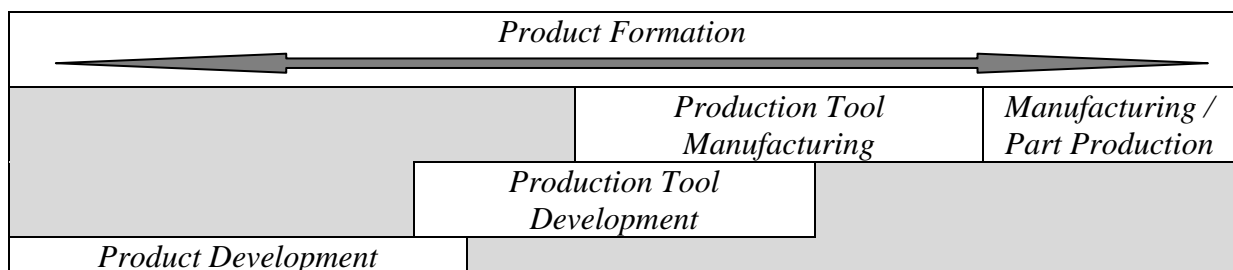 Product Formation
Production Tool
Manufacturing
Manufacturing /
Part Production
Production Tool
Development
Product Development